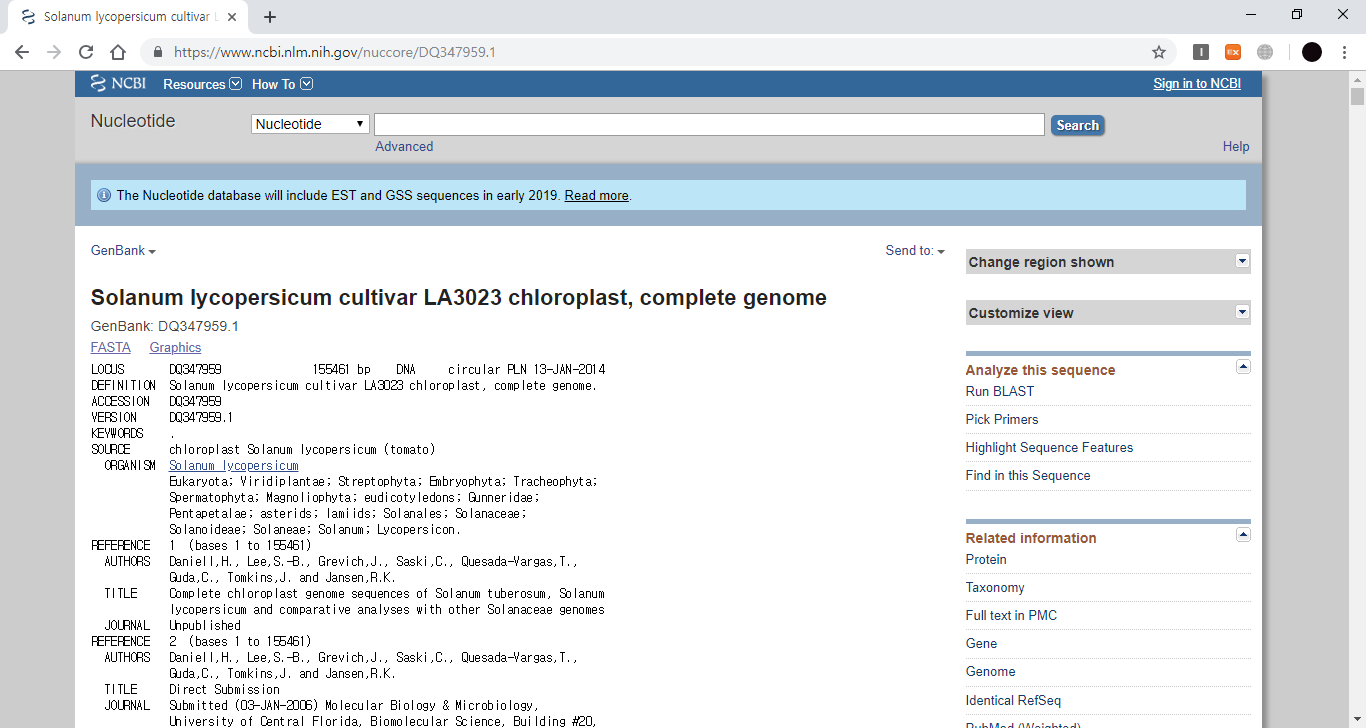 Solanum lycopersicum cultivar L
https://www.ncbi.nlm.nih.gov/nuccore/DQ347959.1
NCBI Resources How To Sign in to NCBI
Nucleotide Nucleotide Search
Advanced Help
The Nucleotide database will include EST and GSS sequences in early 2019. Read more.
GenBank Send to:
Solanum lycopersicum cultivar LA3023 chloroplast, complete genome
GenBank: DQ347959.1
FASTA Graphics
LOCUS DQ347959 155461 bp DNA circular PLN 13-JAN-2014
DEFINITION Solanum lycopersicum cultivar LA3023 chloroplast, complete genome.
ACCESSION DQ347959
VERSION DQ347959.1
KEYWORDS .
SOURCE chloroplast Solanum lycopersicum (tomato)
ORGANISM Solanum lycopersicum
Eukaryota; Viridiplantae; Streptophyta; Embryophyta; Tracheophyta;
Spermatophyta; Magnoliophyta; eudicotyledons; Gunneridae;
Pentapetalae; asterids; lamiids; Solanales; Solanaceae;
Solanoideae; Solaneae; Solanum; Lycopersicon.
REFERENCE 1 (bases 1 to 155461)
AUTHORS Daniell,H., Lee,S.-B., Grevich,J., Saski,C., Quesada-Vargas,T.,
Guda,C., Tomkins,J. and Jansen,R.K.
TITLE Complete chloroplast genome sequences of Solanum tuberosum, Solanum
lycopersicum and comparative analyses with other Solanaceae genomes
JOURNAL Unpublished
REFERENCE 2 (bases 1 to 155461)
AUTHORS Daniell,H., Lee,S.-B., Grevich,J., Saski,C., Quesada-Vargas,T.,
Guda,C., Tomkins,J. and Jansen,R.K.
TITLE Direct Submission
JOURNAL Submitted (03-JAN-2006) Molecular Biology & Microbiology,
University of Central Florida, Biomolecular Science, Building #20,
Change region shown
Customize view
Analyze this sequence
Run BLAST
Pick Primers
Highlight Sequence Features
Find in this Sequence
Related information
Protein
Taxonomy
Full text in PMC
Gene
Genome
Identical RefSeq
PubMed (Weighted)